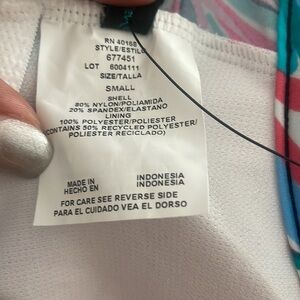 RN 40168
STYLE/ESTILO
677451
LOT 6004111
SIZE/TALLA
SMALL
SHELL
80% NYLON/POLIAMIDA
20% SPANDEX/ELASTANO
LINING
100% POLYESTER/POLIESTER
CONTAINS 50% RECYCLED POLYESTER/
POLIESTER RECICLADO)
MADE IN INDONESIA
HECHO EN INDONESIA
FOR CARE SEE REVERSE SIDE
PARA EL CUIDADO VEA EL DORSO